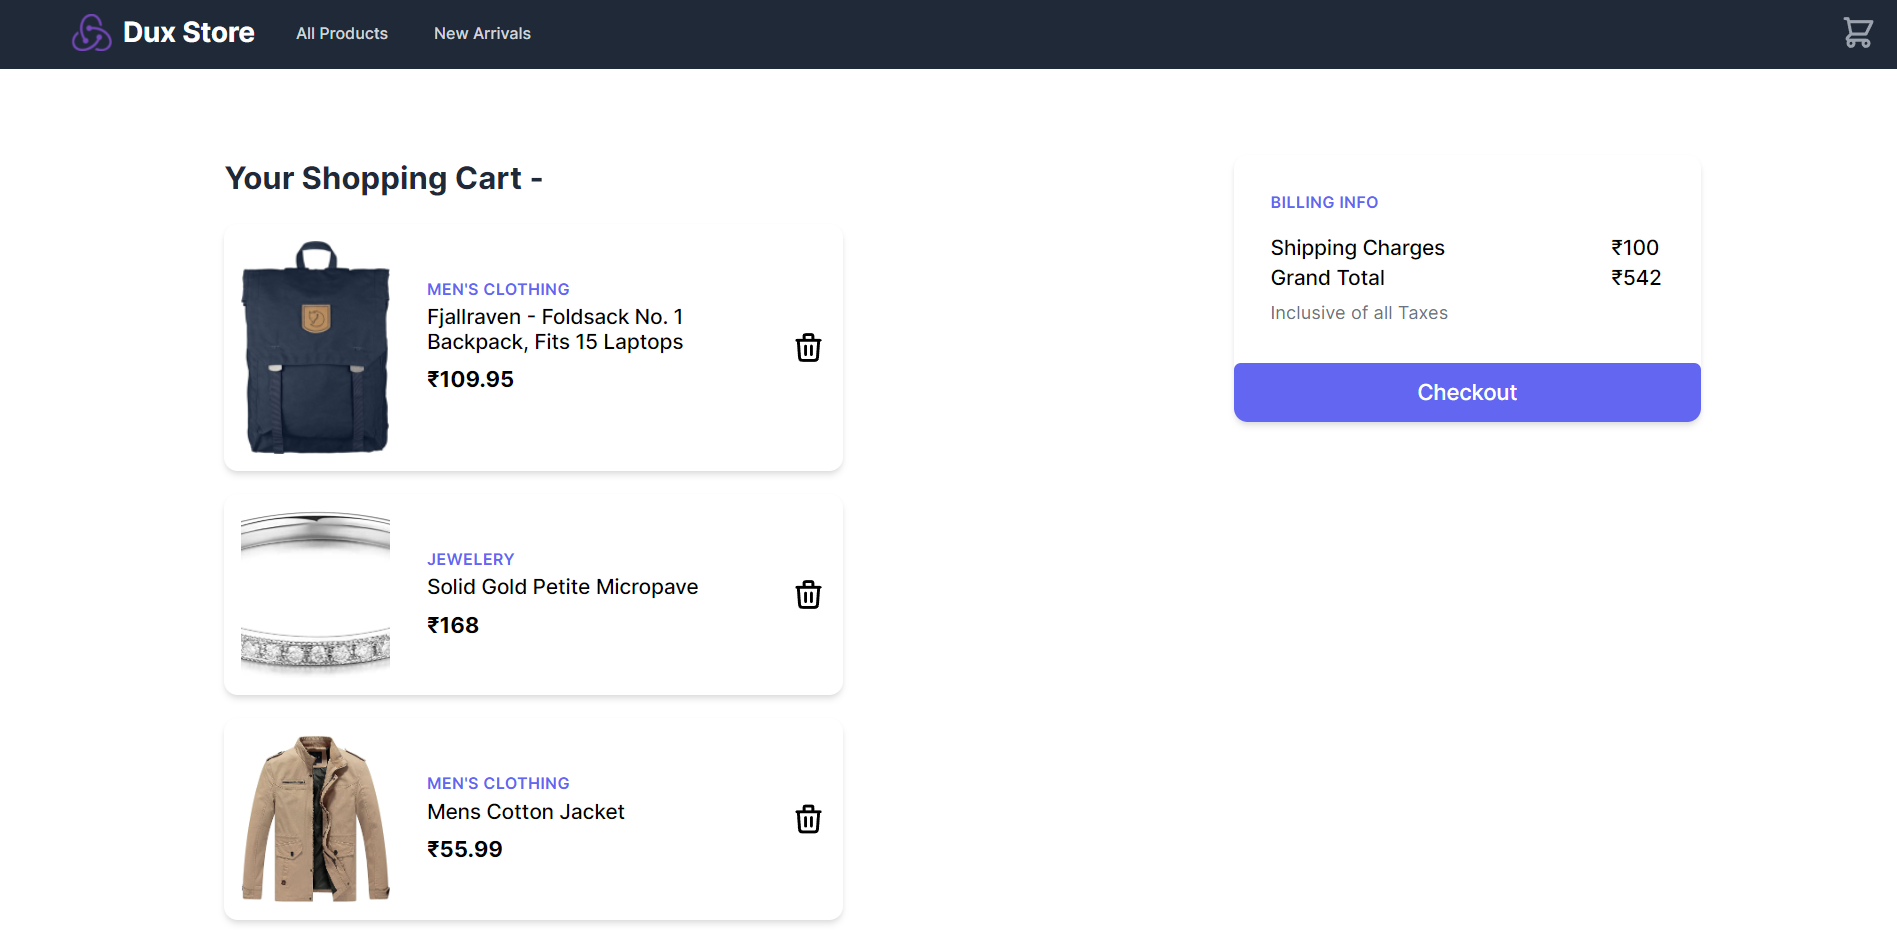 Dux Store
All Products
New Arrivals
Your Shopping Cart -
MEN'S CLOTHING
Fjallraven - Foldsack No. 1
Backpack, Fits 15 Laptops
₹109.95
JEWELERY
Solid Gold Petite Micropave
₹168
MEN'S CLOTHING
Mens Cotton Jacket
₹55.99
BILLING INFO
Shipping Charges ₹100
Grand Total ₹542
Inclusive of all Taxes
Checkout